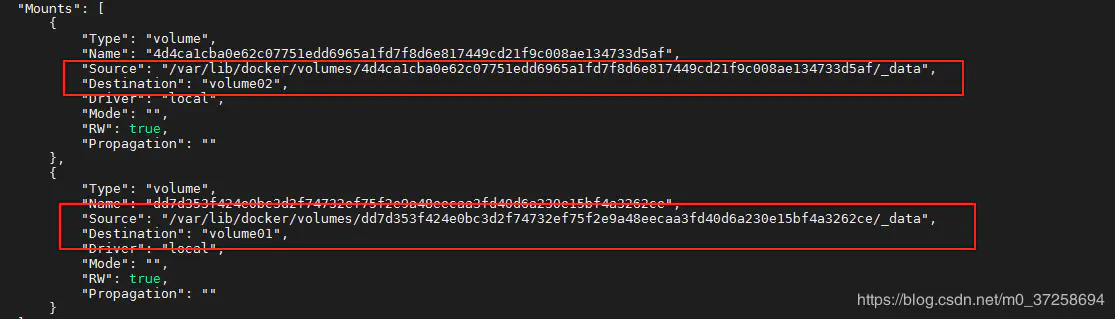 "Mounts": [
{
"Type": "volume",
"Name": "4d4ca1cba0e62c07751edd6965a1fd7f8d6e817449cd21f9c008ae134733d5af",
"Source": "/var/lib/docker/volumes/4d4ca1cba0e62c07751edd6965a1fd7f8d6e817449cd21f9c008ae134733d5af/_data",
"Destination": "volume02",
"Driver": "local",
"Mode": "",
"RW": true,
"Propagation": ""
},
{
"Type": "volume",
"Name": "dd7d353f424e0bc3d2f74732ef75f2e9a48eecaa3fd40d6a230e15bf4a3262ce",
"Source": "/var/lib/docker/volumes/dd7d353f424e0bc3d2f74732ef75f2e9a48eecaa3fd40d6a230e15bf4a3262ce/_data",
"Destination": "volume01",
"Driver": "local",
"Mode": "",
"RW": true,
"Propagation": ""
}
https://blog.csdn.net/m0_37258694